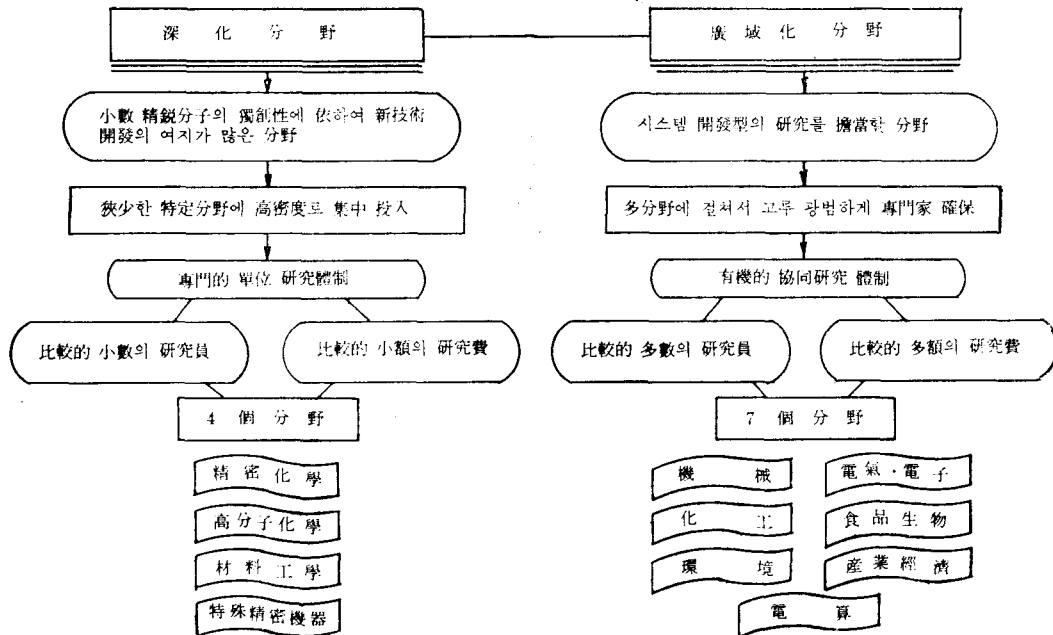 深化分野
小數 精銳分子의 獨創性에 依하여 新技術
開發의 여지가 많은 分野
狹少한 特定分野에 高密度로 集中 投入
專門的 單位 研究體制
比較的 小數의 研究員
比較的 小額의 研究費
4 個 分 野
精密化學
高分子化學
材料工學
特殊精密機器
廣域化 分野
시스템 開發型의 研究를 擔當할 分野
多分野에 걸쳐서 고루 광범하게 專門家 確保
有機的 協同研究 體制
比較的 多數의 研究員
比較的 多額의 研究費
7 個 分 野
機械
電氣·電子
化工
食品生物
環境
産業經濟
電算